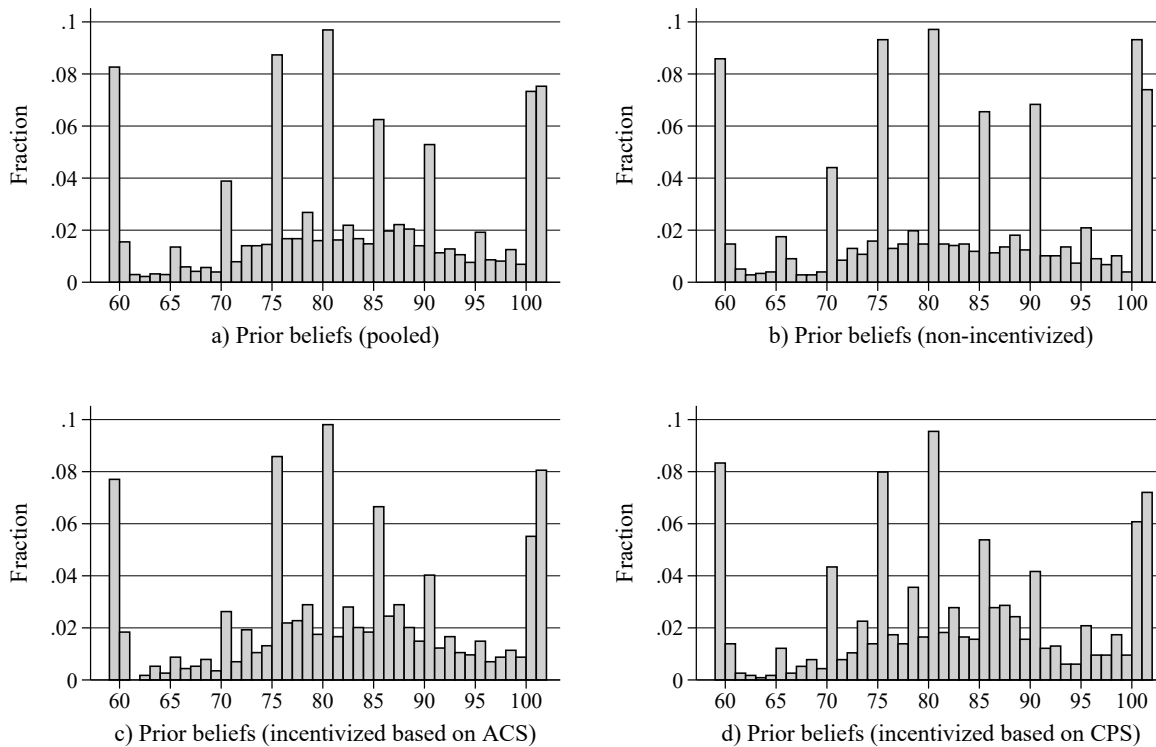 .1
.08
.06
.04
.02
0
Fraction
60 65 70 75 80 85 90 95 100
a) Prior beliefs (pooled)
.1
.08
.06
.04
.02
0
Fraction
60 65 70 75 80 85 90 95 100
b) Prior beliefs (non-incentivized)
.1
.08
.06
.04
.02
0
Fraction
60 65 70 75 80 85 90 95 100
c) Prior beliefs (incentivized based on ACS)
.1
.08
.06
.04
.02
0
Fraction
60 65 70 75 80 85 90 95 100
d) Prior beliefs (incentivized based on CPS)